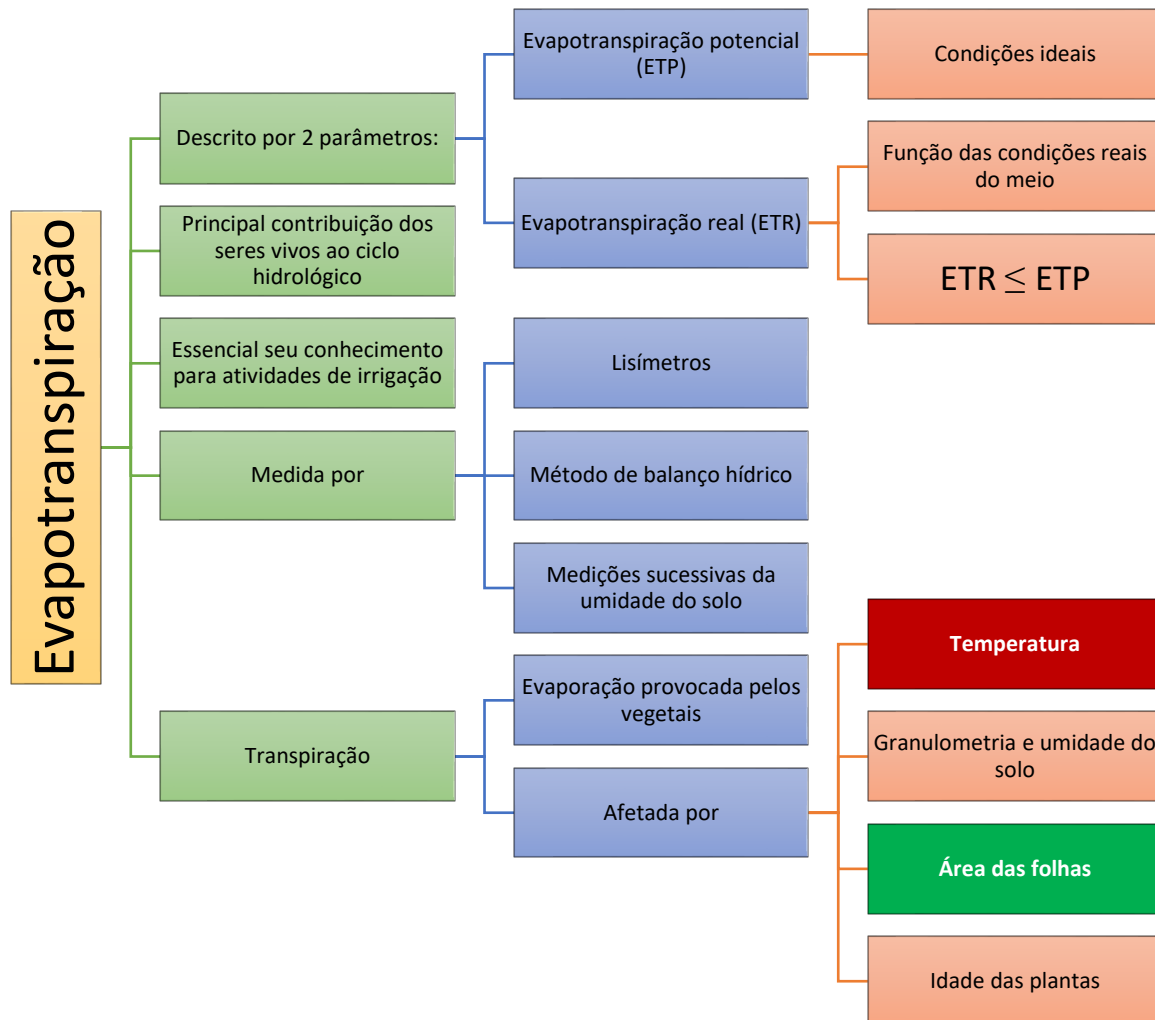 Evapotranspiração
Descrito por 2 parâmetros:
Evapotranspiração potencial
(ETP)
Condições ideais
Evapotranspiração real (ETR)
Função das condições reais
do meio
ETR ≤ ETP
Principal contribuição dos
seres vivos ao ciclo
hidrológico
Essencial seu conhecimento
para atividades de irrigação
Medida por
Lisímetros
Método de balanço hídrico
Medições sucessivas da
umidade do solo
Transpiração
Evaporação provocada pelos
vegetais
Afetada por
Temperatura
Granulometria e umidade do
solo
Área das folhas
Idade das plantas